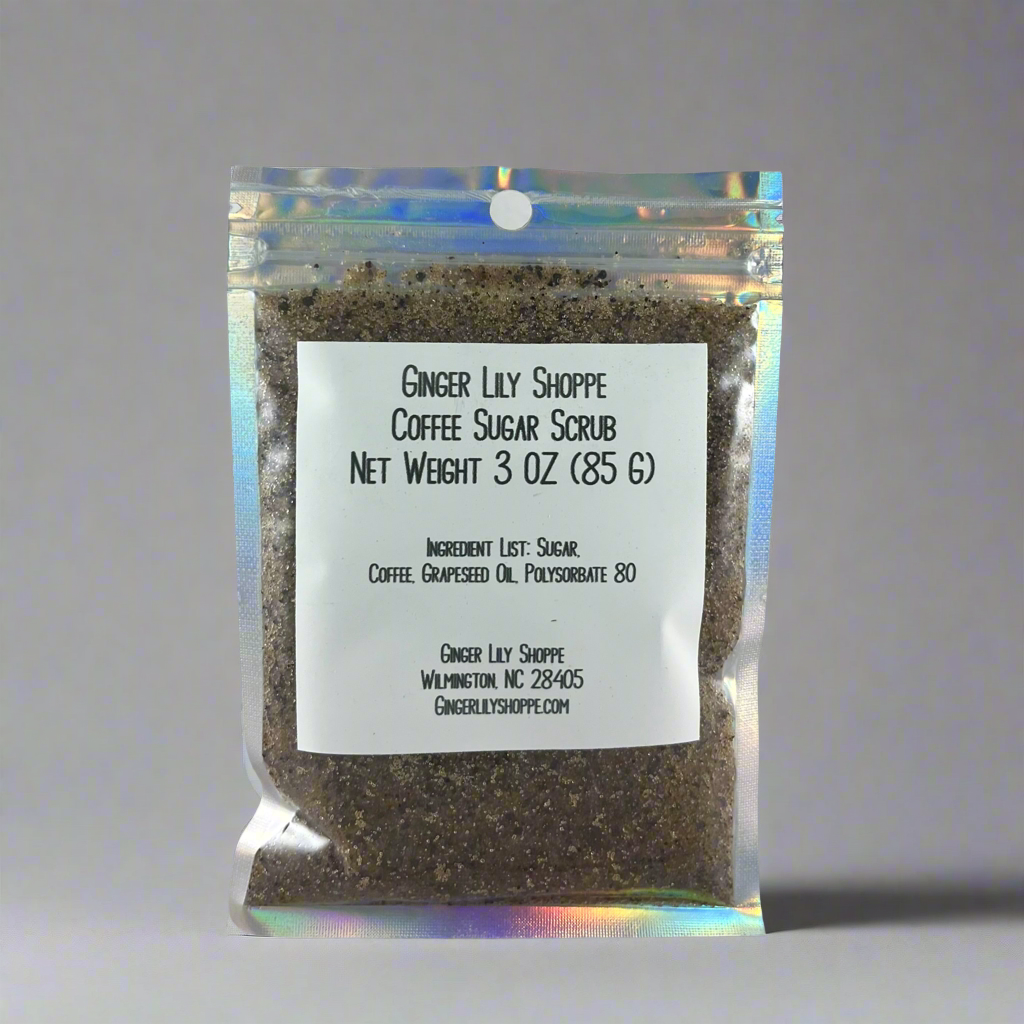 Ginger Lily Shoppe
Coffee Sugar Scrub
Net Weight 3 OZ (85 G)
Ingredient List: Sugar,
Coffee, Grapeseed Oil, Polysorbate 80
Ginger Lily Shoppe
Wilmington, NC 28405
Gingerlilyshoppe.com